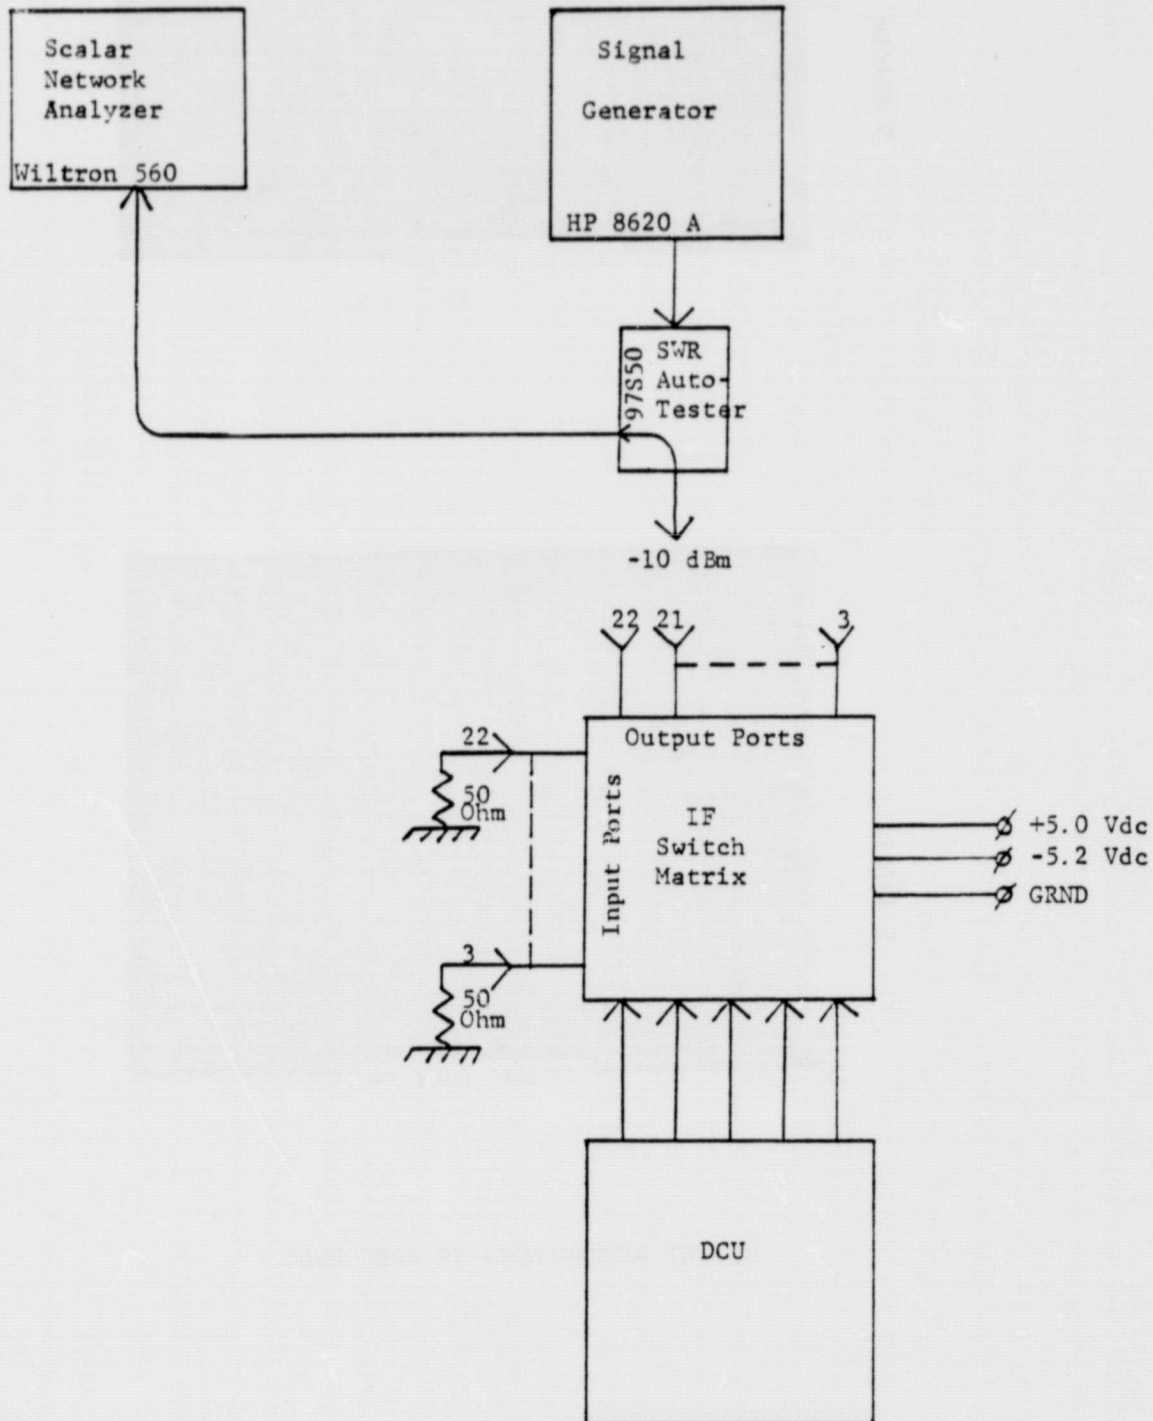 Scalar
Network
Analyzer
Wiltron 560
Signal
Generator
HP 8620 A
97S50
SWR
Auto-
Tester
-10 dBm
22 21 3
Output Ports
22
50
Ohm
Input Ports
IF
Switch
Matrix
+5.0 Vdc
-5.2 Vdc
GRND
3
50
Ohm
DCU